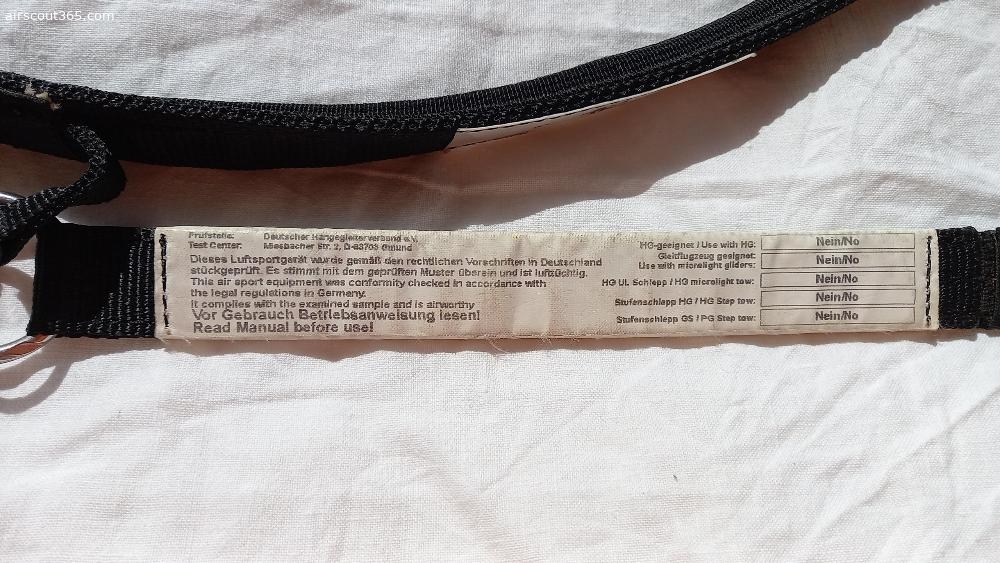 airscout365.com
Prüfstelle: Deutscher Hängegleiterverband e.V.
Test Center: Miesbacher Str. 2, D-83703 Gmund
Dieses Luftsportgerät wurde gemäß den rechtlichen Vorschriften in Deutschland
stückgeprüft. Es stimmt mit dem geprüften Muster überein und ist lufttüchtig.
This air sport equipment was conformity checked in accordance with
the legal regulations in Germany.
It complies with the examined sample and is airworthy
Vor Gebrauch Betriebsanweisung lesen!
Read Manual before use!
HG-geeignet / Use with HG: Nein/No
Gleitflugzeug geeignet:
Use with microlight gliders: Nein/No
HG UL Schlepp / HG microlight tow: Nein/No
Stufenschlepp HG / HG Step tow: Nein/No
Stufenschlepp GS / PG Step tow: Nein/No